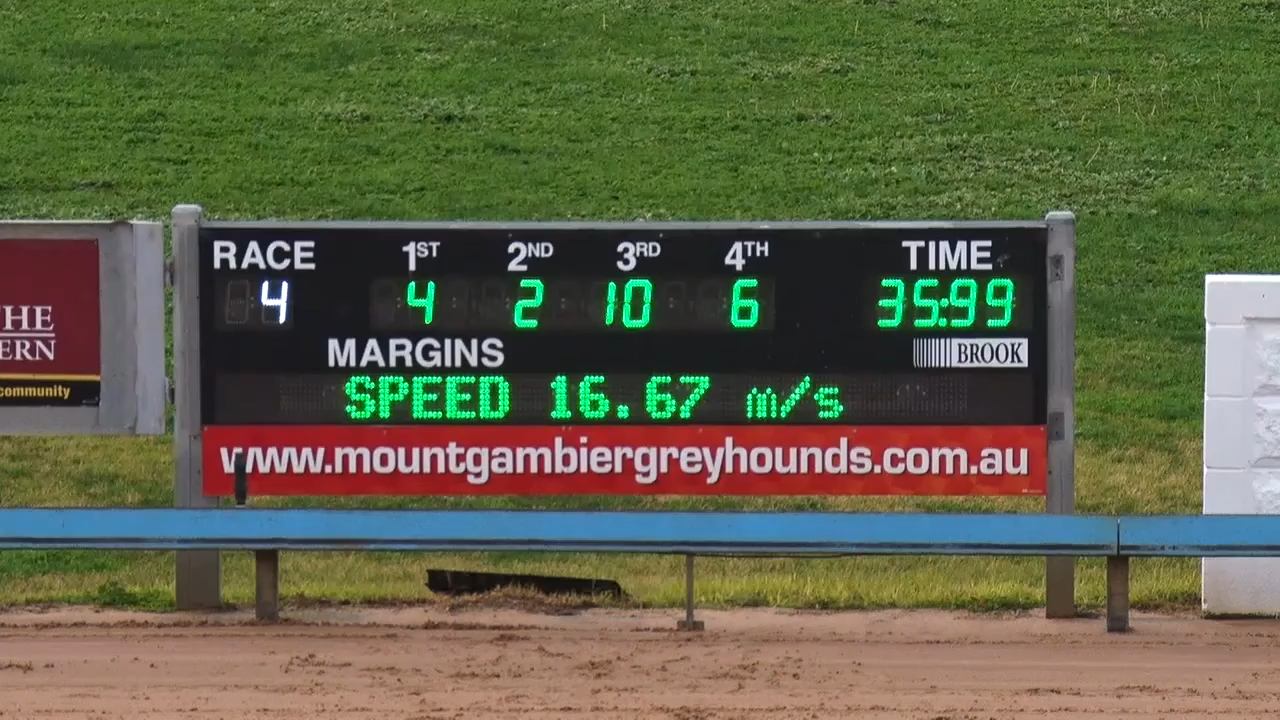 RACE 1ST 2ND 3RD 4TH TIME
4 4 2 10 6 35:99
MARGINS BROOK
SPEED 16.67 m/s
www.mountgambiergreyhounds.com.au
HE
ERN
community